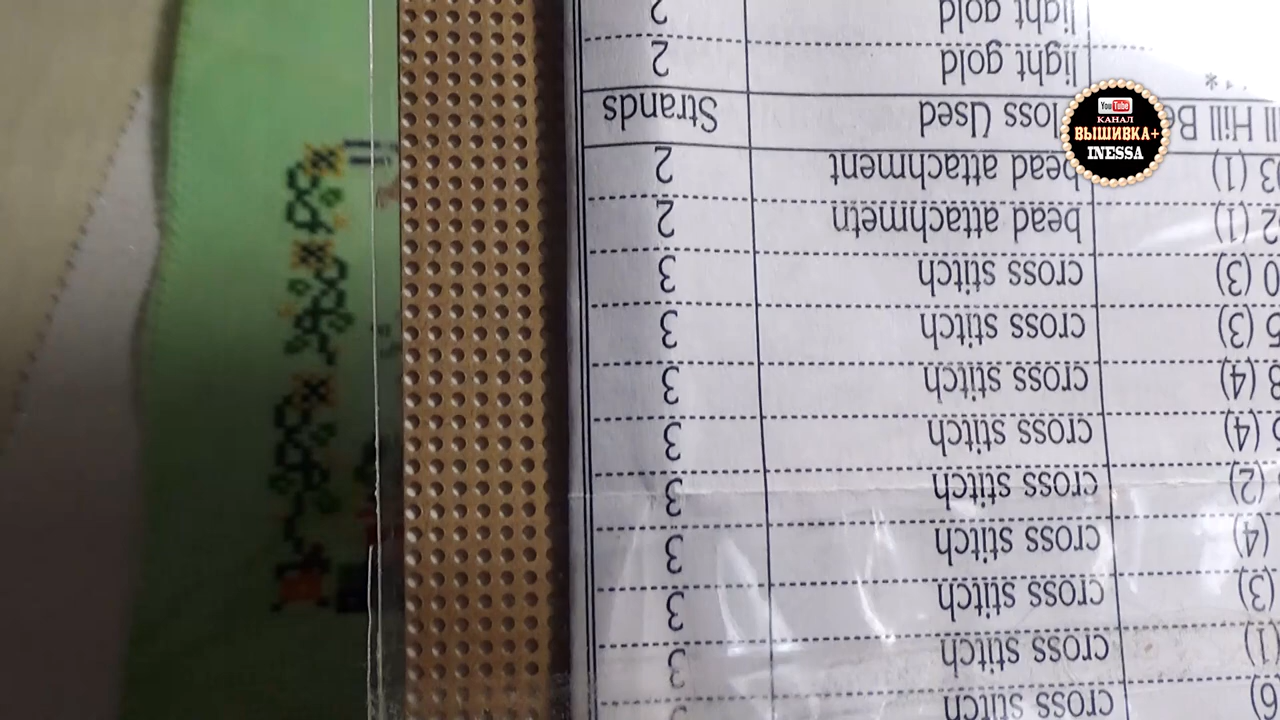 cross stitch
(1) cross stitch 3
(3) cross stitch 3
(4) cross stitch 3
(2) cross stitch 3
(4) cross stitch 3
(4) cross stitch 3
(3) cross stitch 3
(3) cross stitch 3
(1) bead attachmetn 2
(1) bead attachment 2
Hill loss Used Strands
* light gold 2
light gold 2
YouTube
КАНАЛ
ВЫШИВКА+
INESSA